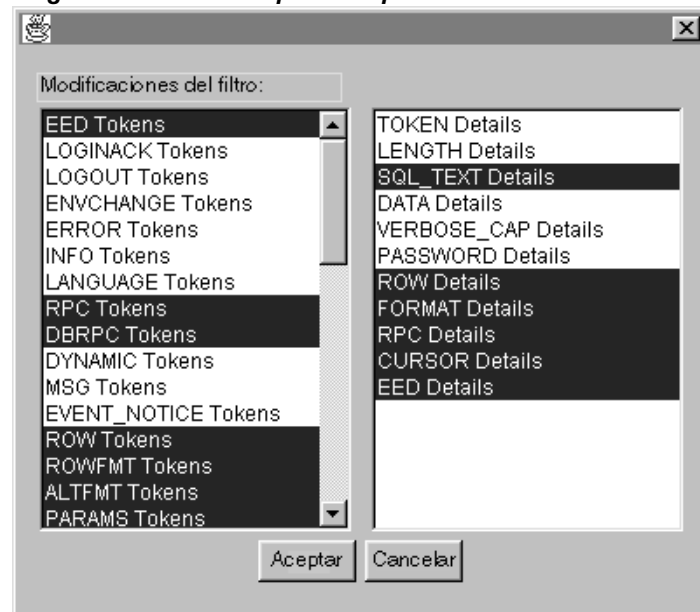 Modificaciones del filtro:
EED Tokens
LOGINACK Tokens
LOGOUT Tokens
ENVCHANGE Tokens
ERROR Tokens
INFO Tokens
LANGUAGE Tokens
RPC Tokens
DBRPC Tokens
DYNAMIC Tokens
MSG Tokens
EVENT_NOTICE Tokens
ROW Tokens
ROWFMT Tokens
ALTFMT Tokens
PARAMS Tokens
TOKEN Details
LENGTH Details
SQL_TEXT Details
DATA Details
VERBOSE_CAP Details
PASSWORD Details
ROW Details
FORMAT Details
RPC Details
CURSOR Details
EED Details
Aceptar
Cancelar